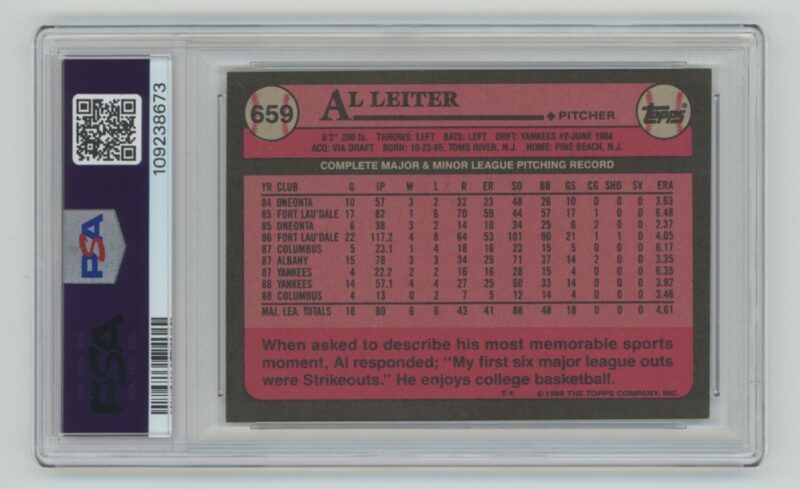 659
AL LEITER
PITCHER
Topps®
6'2" 200 lb. THROWS: LEFT BATS: LEFT DRFT: YANKEES #2-JUNE 1984
ACQ: VIA DRAFT BORN: 10-23-65, TOMS RIVER, N.J. HOME: PINE BEACH, N.J.
COMPLETE MAJOR & MINOR LEAGUE PITCHING RECORD
YR CLUB G IP W L R ER SO BB GS CG SHO SV ERA
84 ONEONTA 10 57 3 2 32 23 48 26 10 0 0 0 3.63
85 FORT LAU'DALE 17 82 1 6 70 59 44 57 17 1 0 0 6.48
85 ONEONTA 6 38 3 2 14 10 34 25 6 2 0 0 2.37
86 FORT LAU'DALE 22 117.2 4 8 64 53 101 90 21 1 1 0 4.05
87 COLUMBUS 5 23.1 1 4 18 16 23 15 5 0 0 0 6.17
87 ALBANY 15 78 3 3 34 29 71 37 14 2 0 0 3.35
87 YANKEES 4 22.2 2 2 16 16 28 15 4 0 0 0 6.35
88 YANKEES 14 57.1 4 4 27 25 60 33 14 0 0 0 3.92
88 COLUMBUS 4 13 0 2 7 5 12 14 4 0 0 0 3.46
MAJ. LEA. TOTALS 18 80 6 6 43 41 88 48 18 0 0 0 4.61
When asked to describe his most memorable sports
moment, Al responded; "My first six major league outs
were Strikeouts." He enjoys college basketball.
© 1989 THE TOPPS COMPANY, INC.
109238673
PSA
PSA